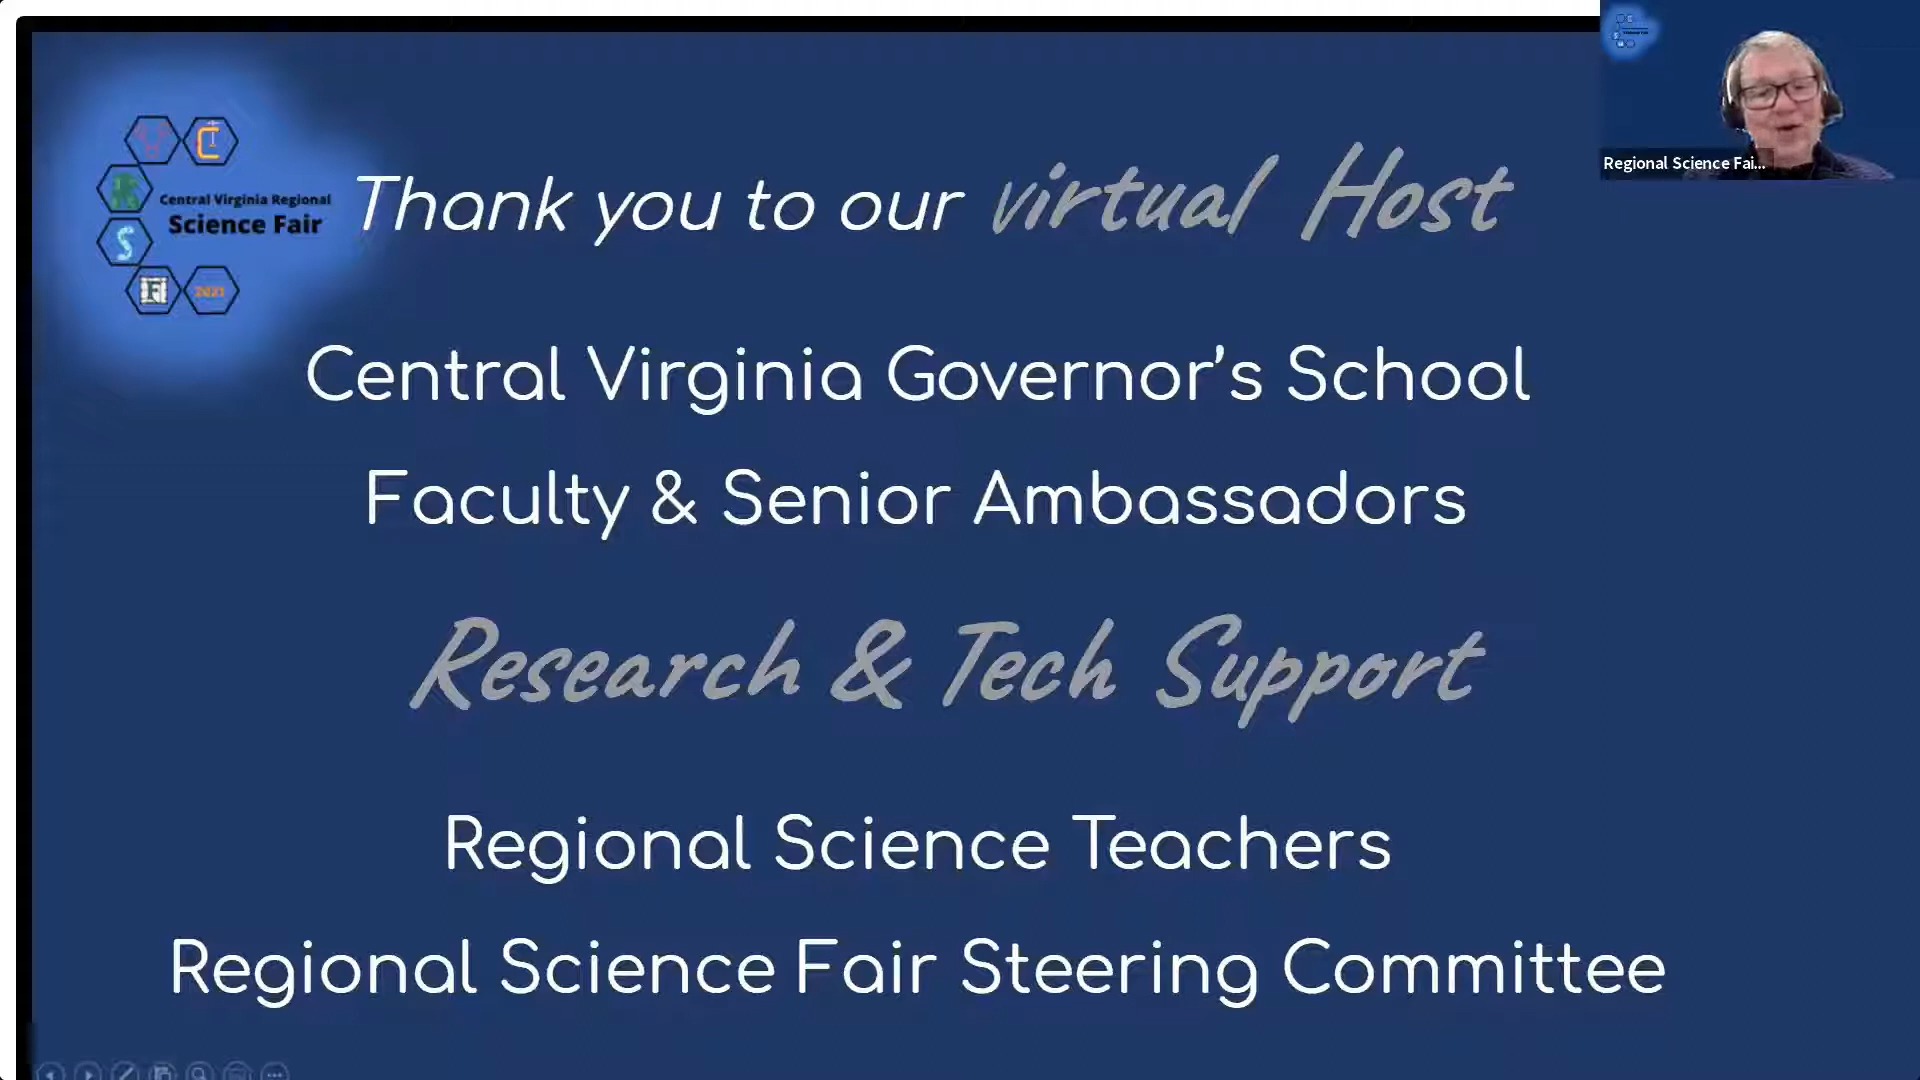 Central Virginia Regional
Science Fair
C
S
F
2021
Thank you to our virtual Host
Central Virginia Governor’s School
Faculty & Senior Ambassadors
Research & Tech Support
Regional Science Teachers
Regional Science Fair Steering Committee
Regional Science Fai...